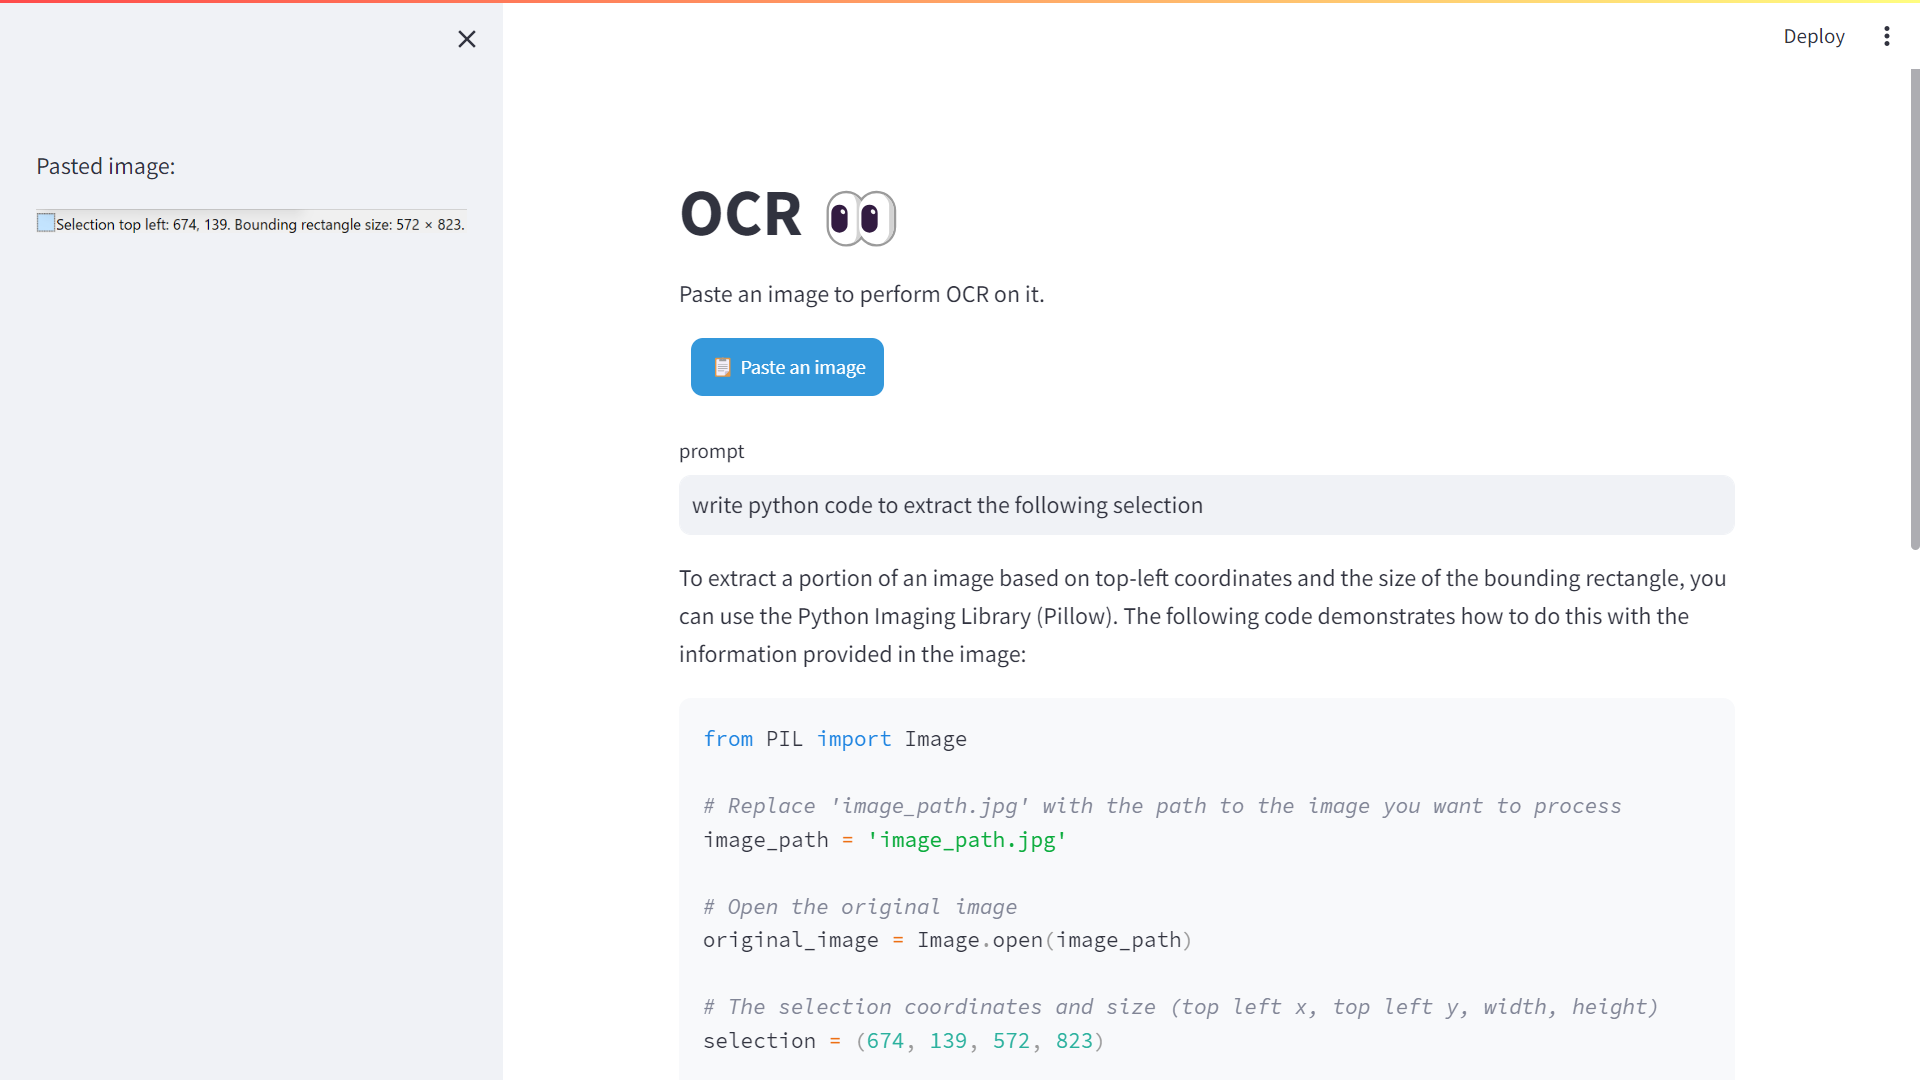 Deploy
Pasted image:
Selection top left: 674, 139. Bounding rectangle size: 572 × 823.
OCR 👀
Paste an image to perform OCR on it.
📋 Paste an image
prompt
write python code to extract the following selection
To extract a portion of an image based on top-left coordinates and the size of the bounding rectangle, you
can use the Python Imaging Library (Pillow). The following code demonstrates how to do this with the
information provided in the image:
from PIL import Image
# Replace 'image_path.jpg' with the path to the image you want to process
image_path = 'image_path.jpg'
# Open the original image
original_image = Image.open(image_path)
# The selection coordinates and size (top left x, top left y, width, height)
selection = (674, 139, 572, 823)